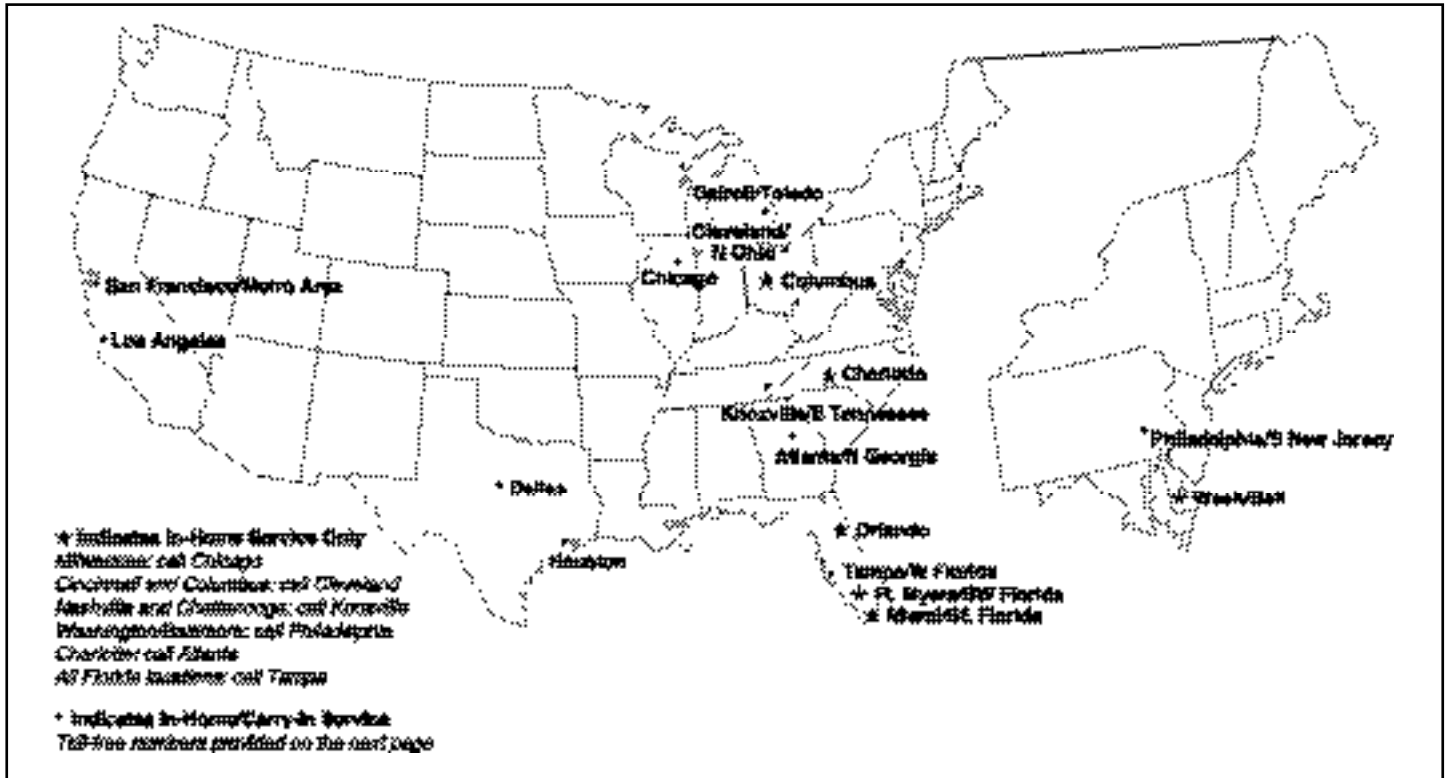 Detroit/Toledo
Cleveland/
N Ohio
Chicago
★ Columbus
San Francisco/Metro Area
Los Angeles
★ Charlotte
Knoxville/E Tennessee
Atlanta/N Georgia
Philadelphia/S New Jersey
Dallas
★ Wash/Balt
★ Orlando
Houston
Tampa/W Florida
★ Ft. Myers/SW Florida
★ Miami/E. Florida
★ Indicates In-Home Service Only
Milwaukee: call Chicago
Cincinnati and Columbus: call Cleveland
Nashville and Chattanooga: call Knoxville
Washington/Baltimore: call Philadelphia
Charlotte: call Atlanta
All Florida locations: call Tampa
• Indicates In-Home/Carry-In Service
Toll-free numbers provided on the next page